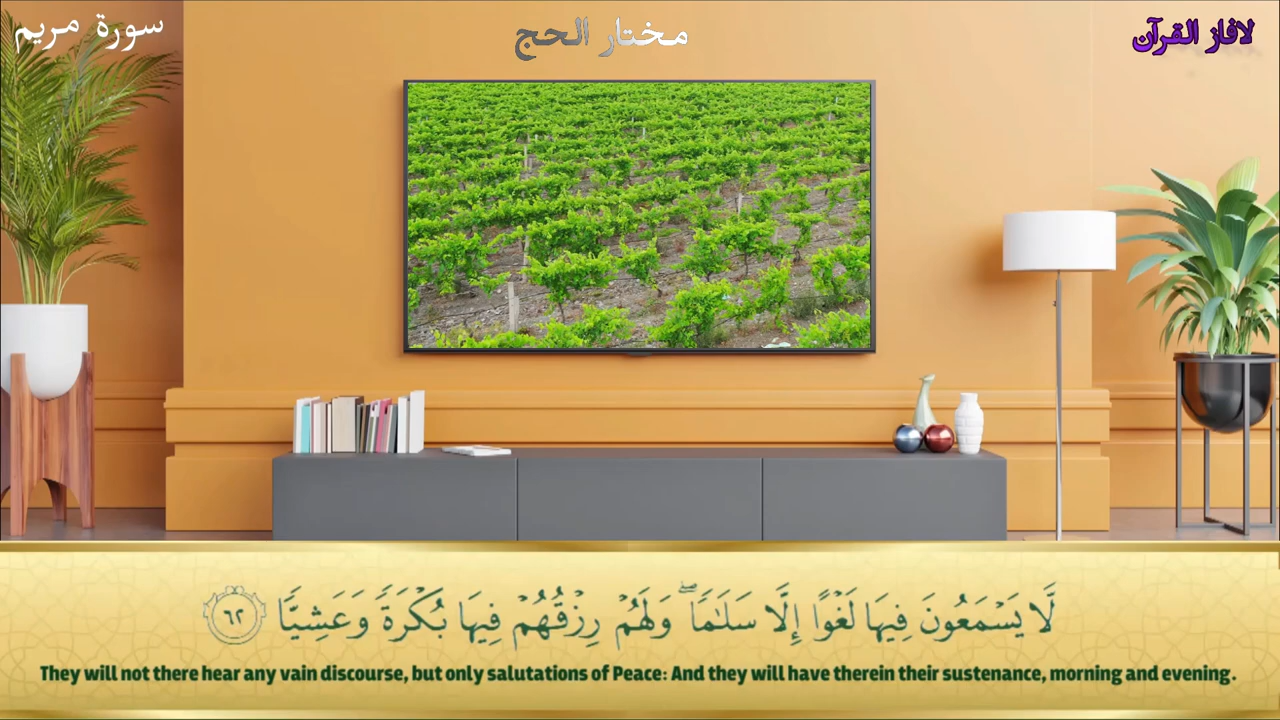 سورة مريم
مختار الحج
لافاز القرآن
لَّا يَسْمَعُونَ فِيهَا لَغْوًا إِلَّا سَلَٰمًا ۖ وَلَهُمْ رِزْقُهُمْ فِيهَا بُكْرَةً وَعَشِيًّا ٦٢
They will not there hear any vain discourse, but only salutations of Peace: And they will have therein their sustenance, morning and evening.